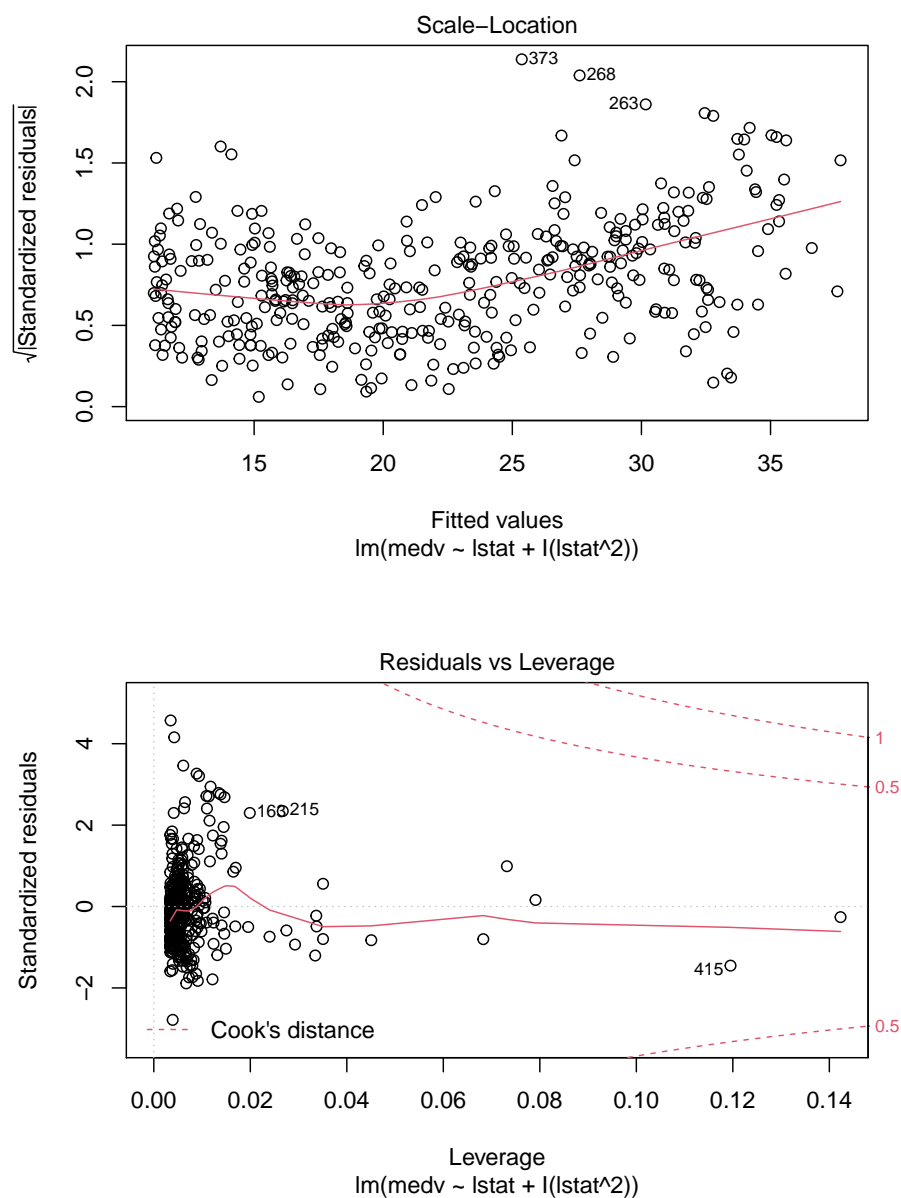 Scale−Location
√|Standardized residuals|
2.0
1.5
1.0
0.5
0.0
373
268
263
15 20 25 30 35
Fitted values
lm(medv ~ lstat + I(lstat^2))
Residuals vs Leverage
Standardized residuals
4
2
0
−2
1
0.5
163 215
415
0.5
Cook's distance
0.00 0.02 0.04 0.06 0.08 0.10 0.12 0.14
Leverage
lm(medv ~ lstat + I(lstat^2))